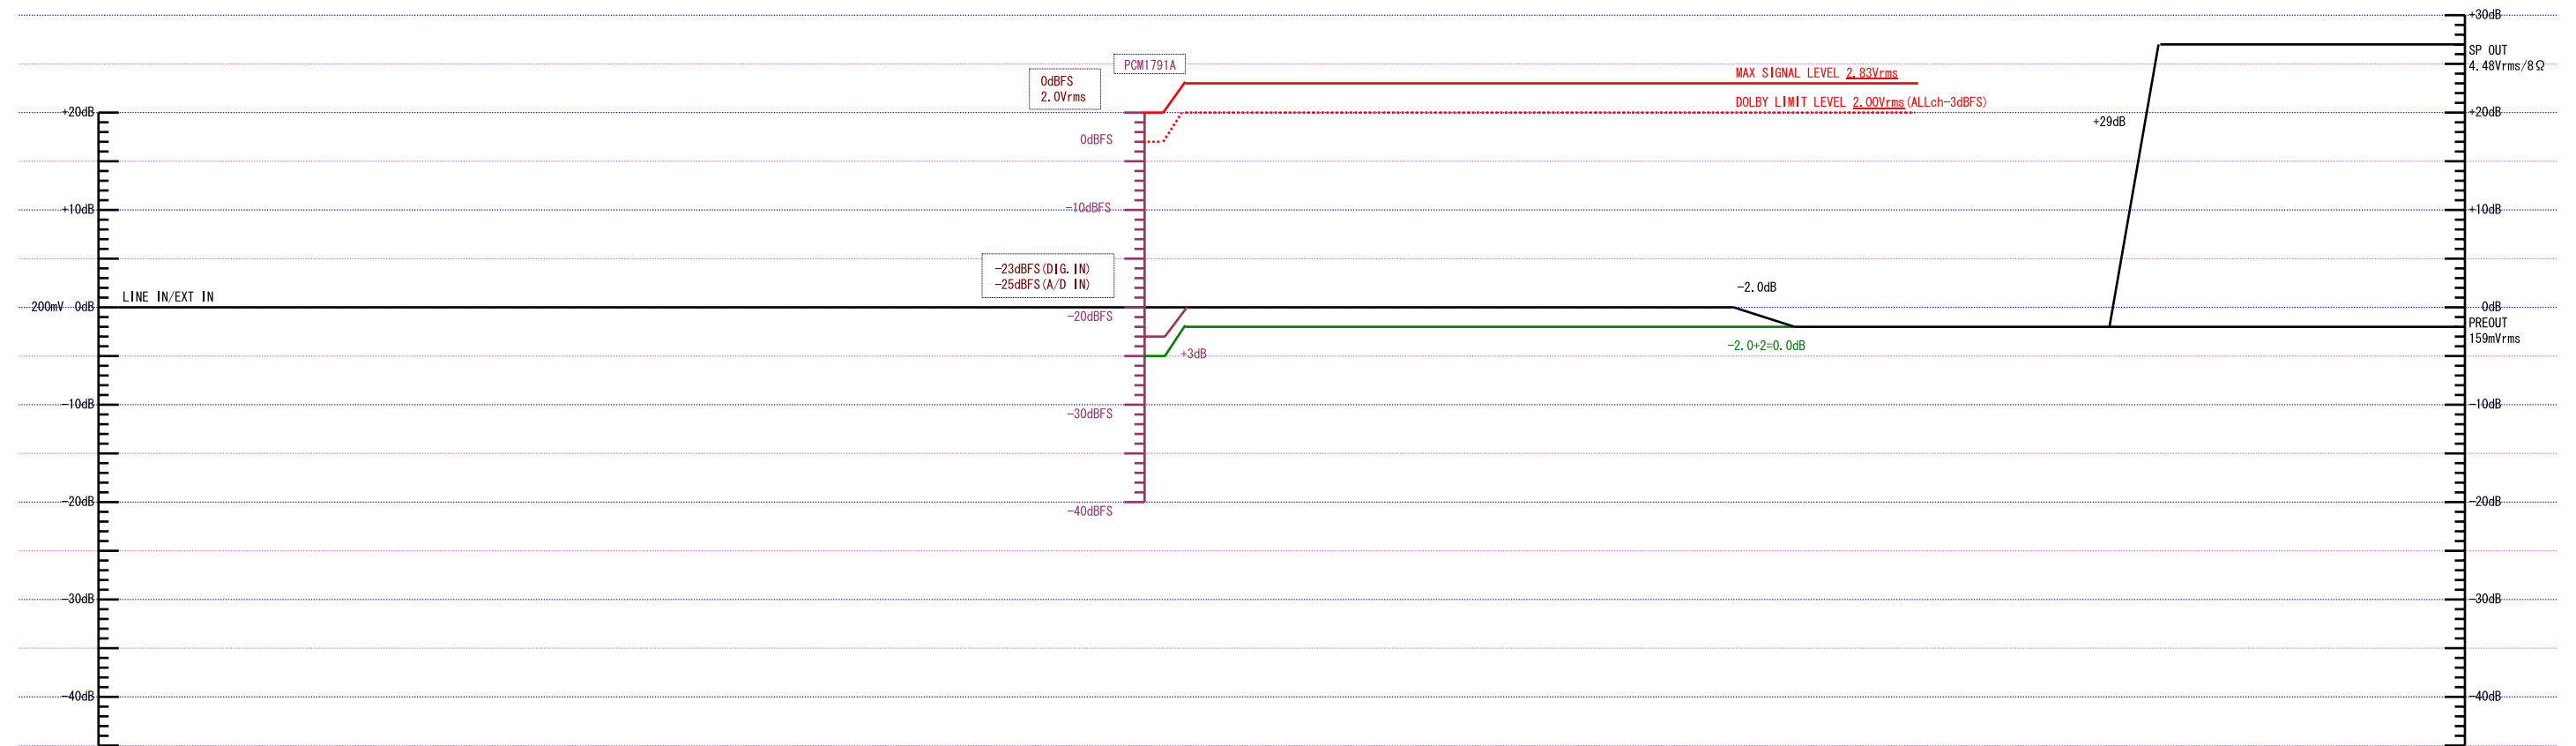 +30dB
SP OUT
4.48Vrms/8Ω
PCM1791A
0dBFS
2.0Vrms
MAX SIGNAL LEVEL 2.83Vrms
DOLBY LIMIT LEVEL 2.00Vrms(ALLch-3dBFS)
+20dB
+20dB
+29dB
0dBFS
+10dB
-10dBFS
+10dB
-23dBFS(DIG.IN)
-25dBFS(A/D IN)
-2.0dB
LINE IN/EXT IN
200mV 0dB
-20dBFS
0dB
PREOUT
159mVrms
+3dB
-2.0+2=0.0dB
-10dB
-30dBFS
-10dB
-20dB
-40dBFS
-20dB
-30dB
-30dB
-40dB
-40dB